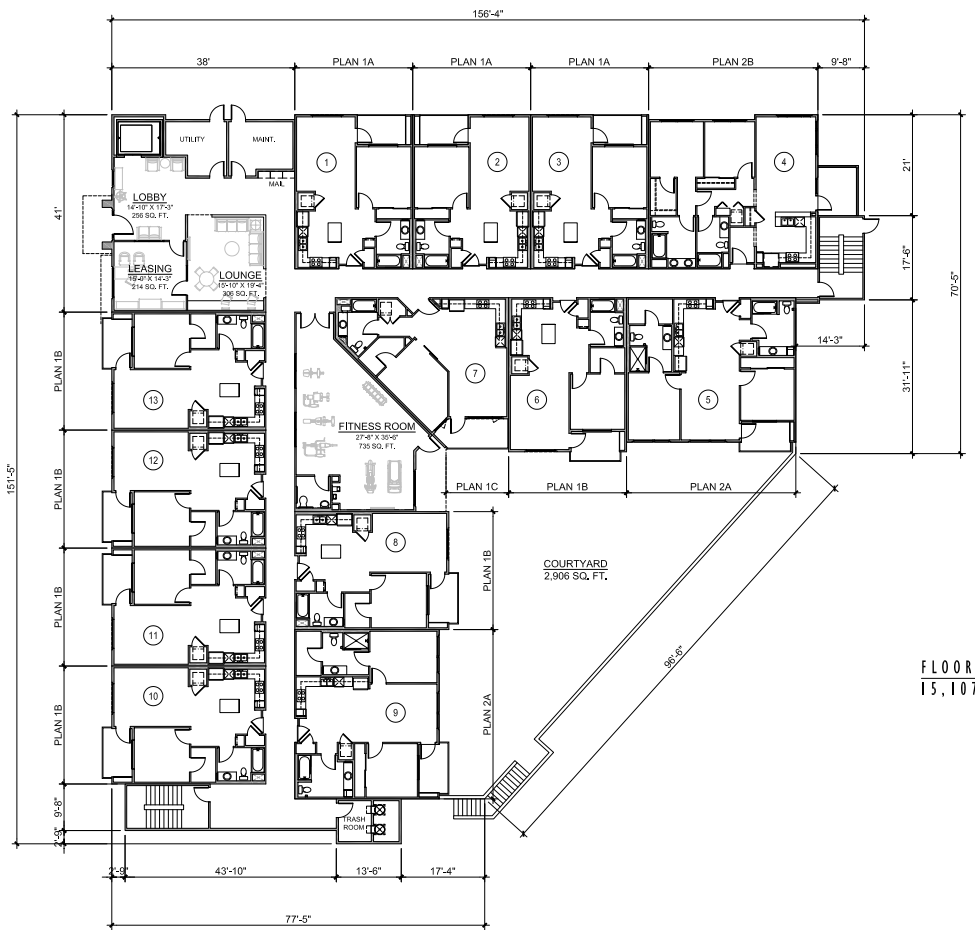 156'-4"
38'
PLAN 1A
PLAN 1A
PLAN 1A
PLAN 2B
9'-8"
UTILITY
MAINT.
MAIL
1
2
3
4
LOBBY
14'-10" X 17'-3"
256 SQ. FT.
LEASING
15'-0" X 14'-3"
214 SQ. FT.
LOUNGE
15'-10" X 19'-4"
306 SQ. FT.
41'
21'
17'-6"
70'-5"
14'-3"
31'-11"
PLAN 1B
13
7
6
5
FITNESS ROOM
27'-8" X 35'-6"
735 SQ. FT.
151'-5"
PLAN 1B
12
PLAN 1C
PLAN 1B
PLAN 2A
8
PLAN 1B
COURTYARD
2,906 SQ. FT.
PLAN 1B
11
96'-6"
FLOOR
15,107
PLAN 1B
10
9
PLAN 2A
9'-8"
2'-9"
TRASH
ROOM
2'-9"
43'-10"
13'-6"
17'-4"
77'-5"